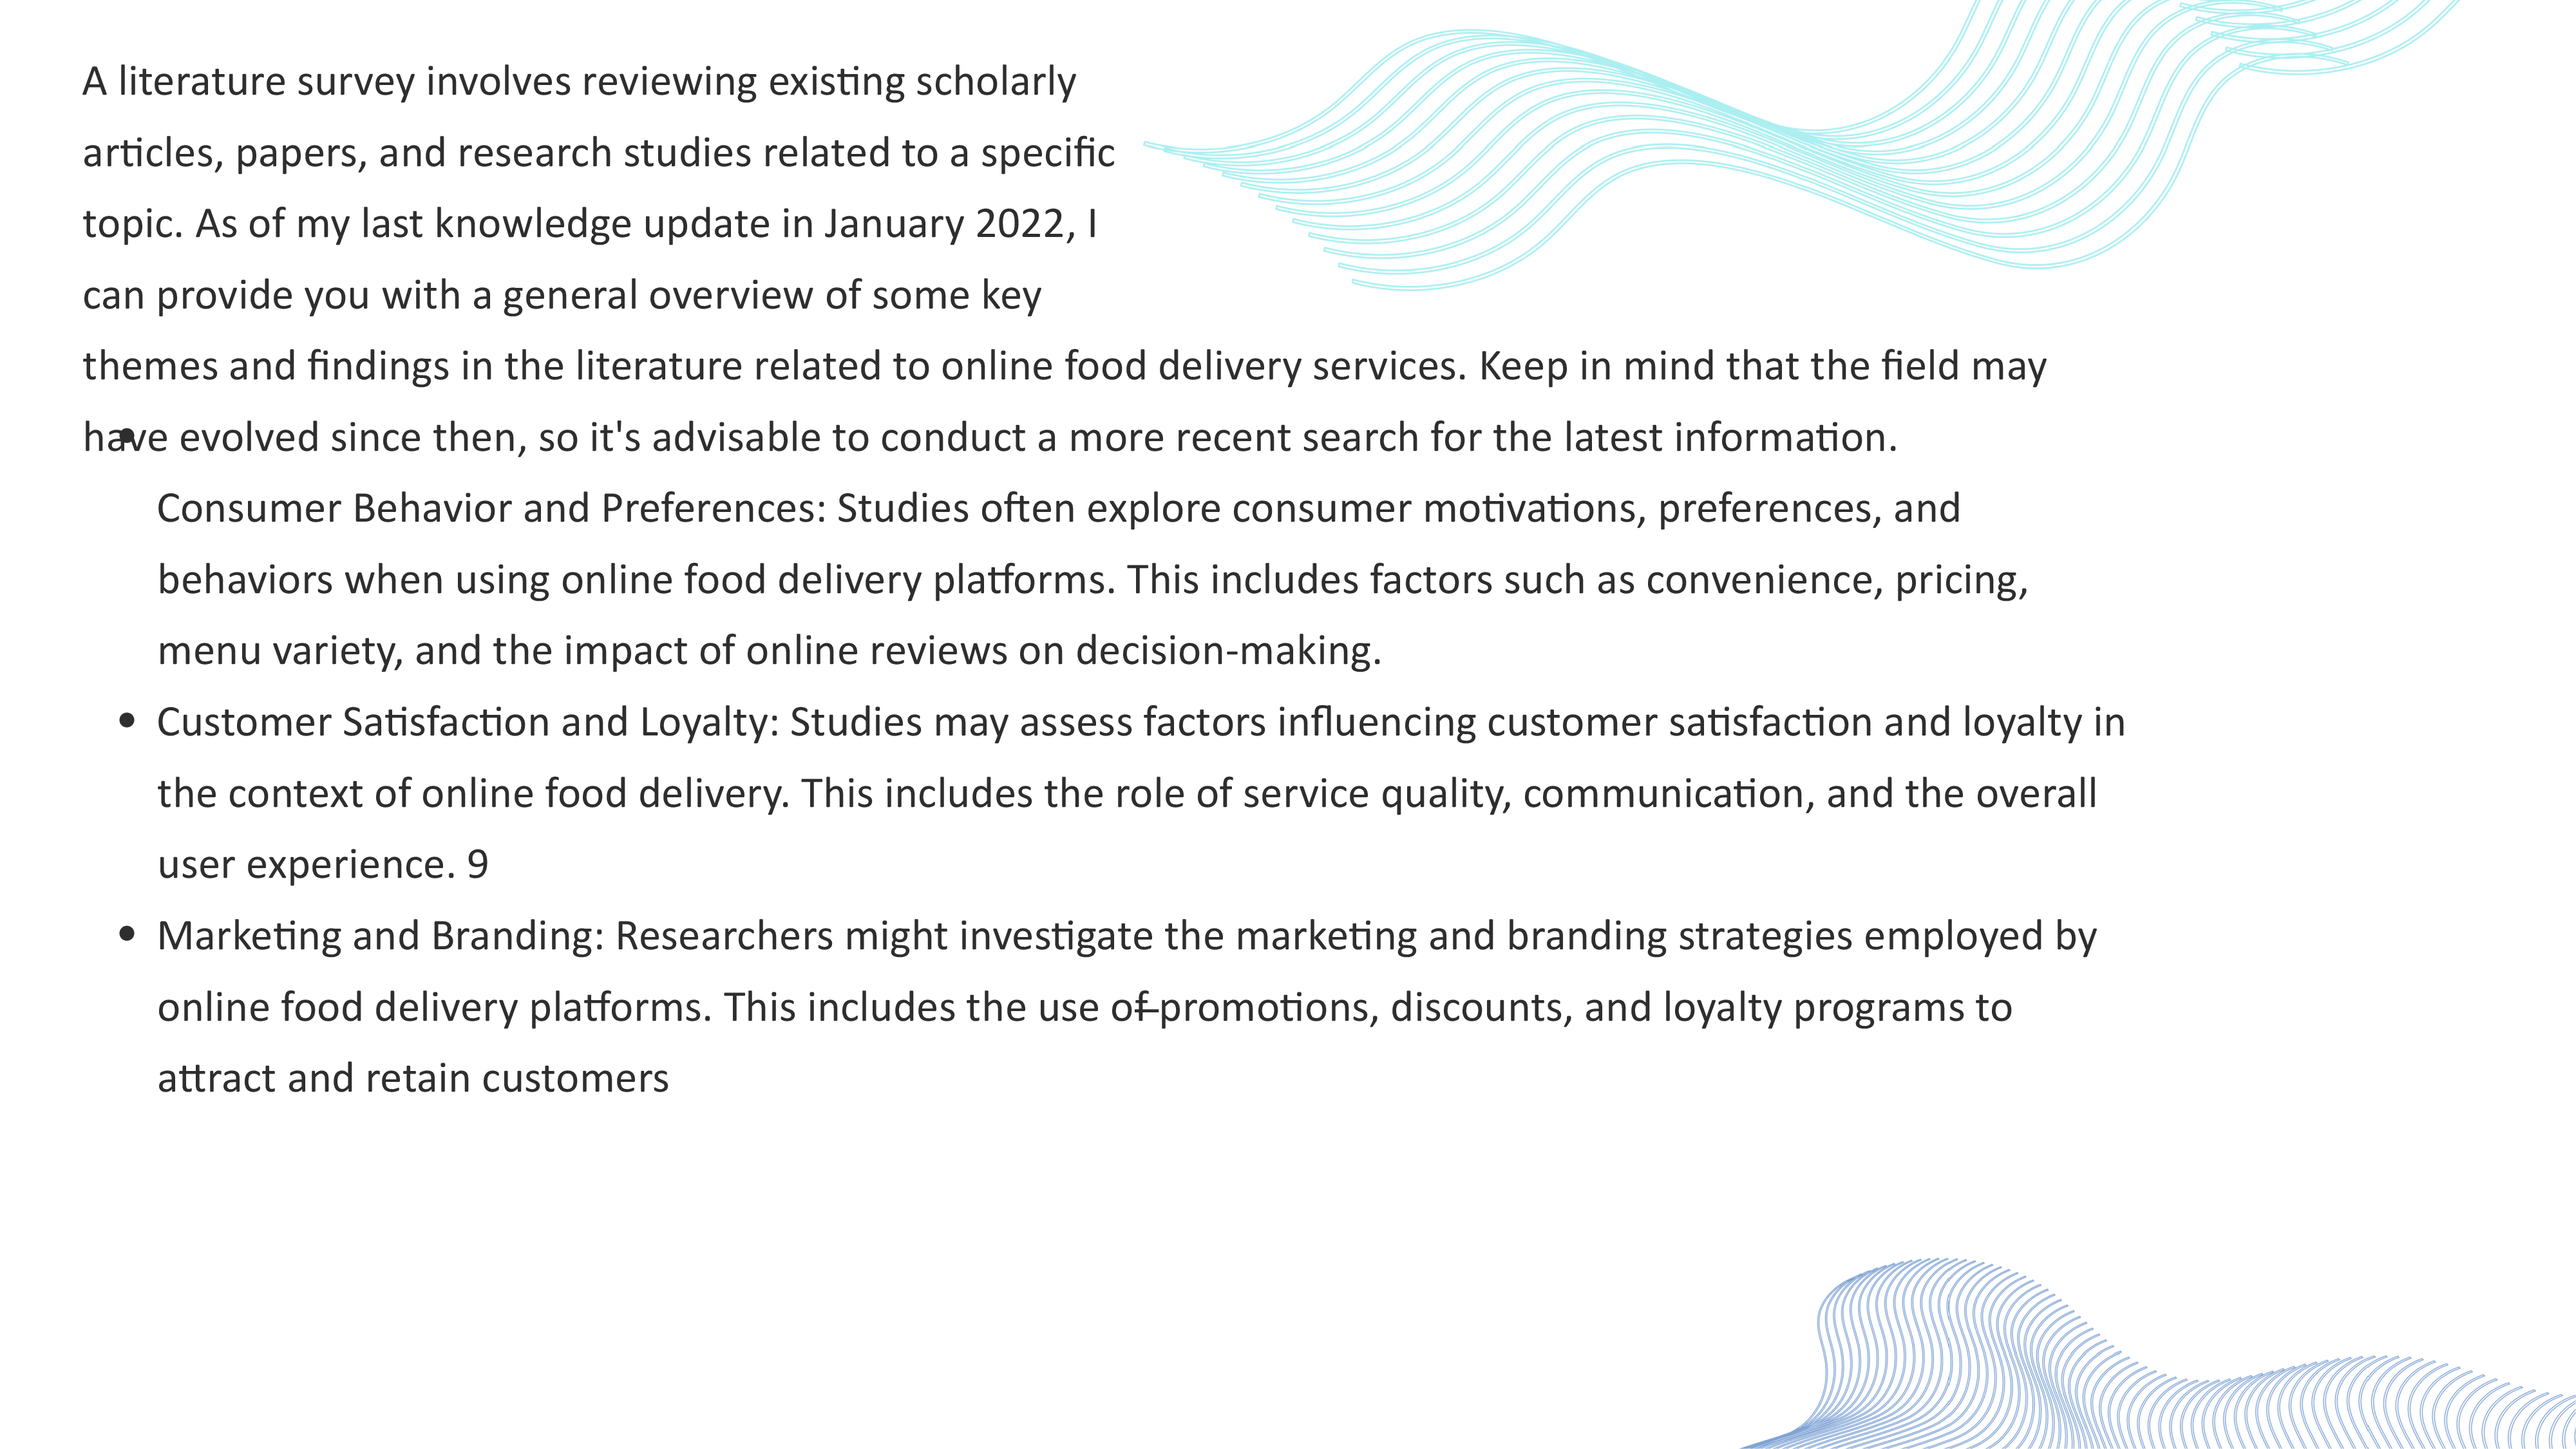 A literature survey involves reviewing existing scholarly
articles, papers, and research studies related to a specific
topic. As of my last knowledge update in January 2022, I
can provide you with a general overview of some key
themes and findings in the literature related to online food delivery services. Keep in mind that the field may
have evolved since then, so it's advisable to conduct a more recent search for the latest information.
Consumer Behavior and Preferences: Studies often explore consumer motivations, preferences, and
behaviors when using online food delivery platforms. This includes factors such as convenience, pricing,
menu variety, and the impact of online reviews on decision-making.
• Customer Satisfaction and Loyalty: Studies may assess factors influencing customer satisfaction and loyalty in
the context of online food delivery. This includes the role of service quality, communication, and the overall
user experience. 9
• Marketing and Branding: Researchers might investigate the marketing and branding strategies employed by
online food delivery platforms. This includes the use of promotions, discounts, and loyalty programs to
attract and retain customers